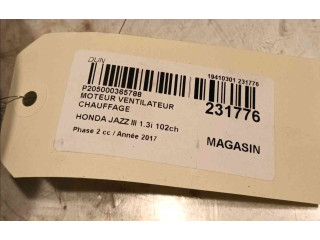 DUN
19410301 231776
P205000365788
MOTEUR VENTILATEUR
CHAUFFAGE
231776
HONDA JAZZ III 1.3i 102ch
Phase 2 cc / Année 2017
MAGASIN